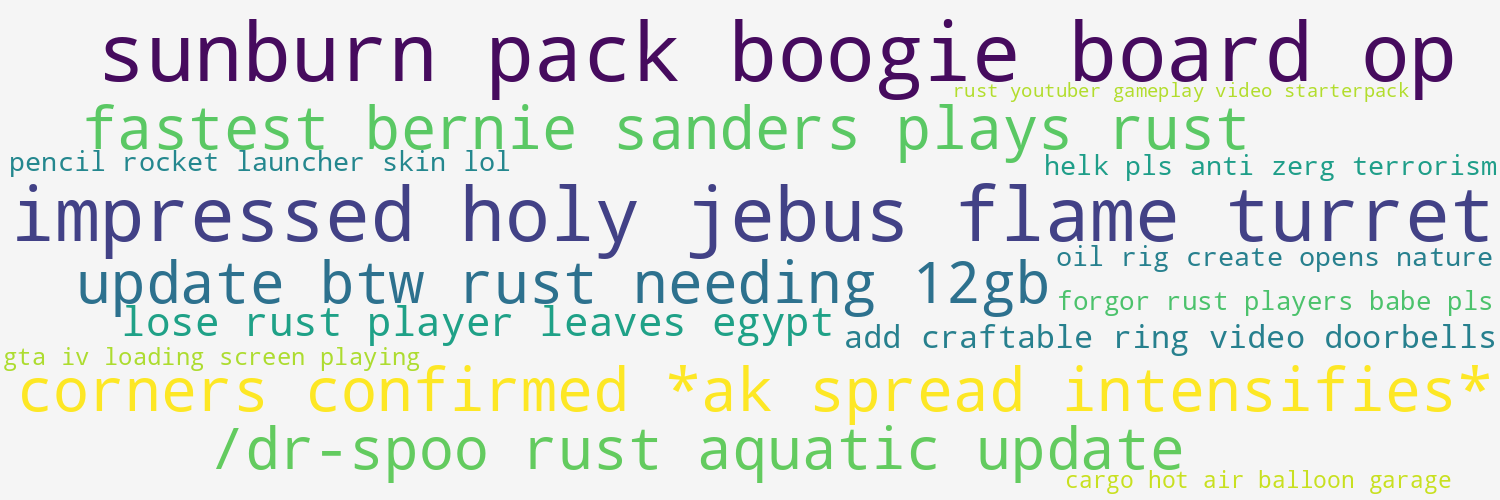 sunburn pack boogie board op
rust youtuber gameplay video starterpack
fastest bernie sanders plays rust
pencil rocket launcher skin lol
helk pls anti zerg terrorism
impressed holy jebus flame turret
oil rig create opens nature
update btw rust needing 12gb
forgor rust players babe pls
lose rust player leaves egypt
add craftable ring video doorbells
gta iv loading screen playing
corners confirmed *ak spread intensifies*
/dr-spoo rust aquatic update
cargo hot air balloon garage